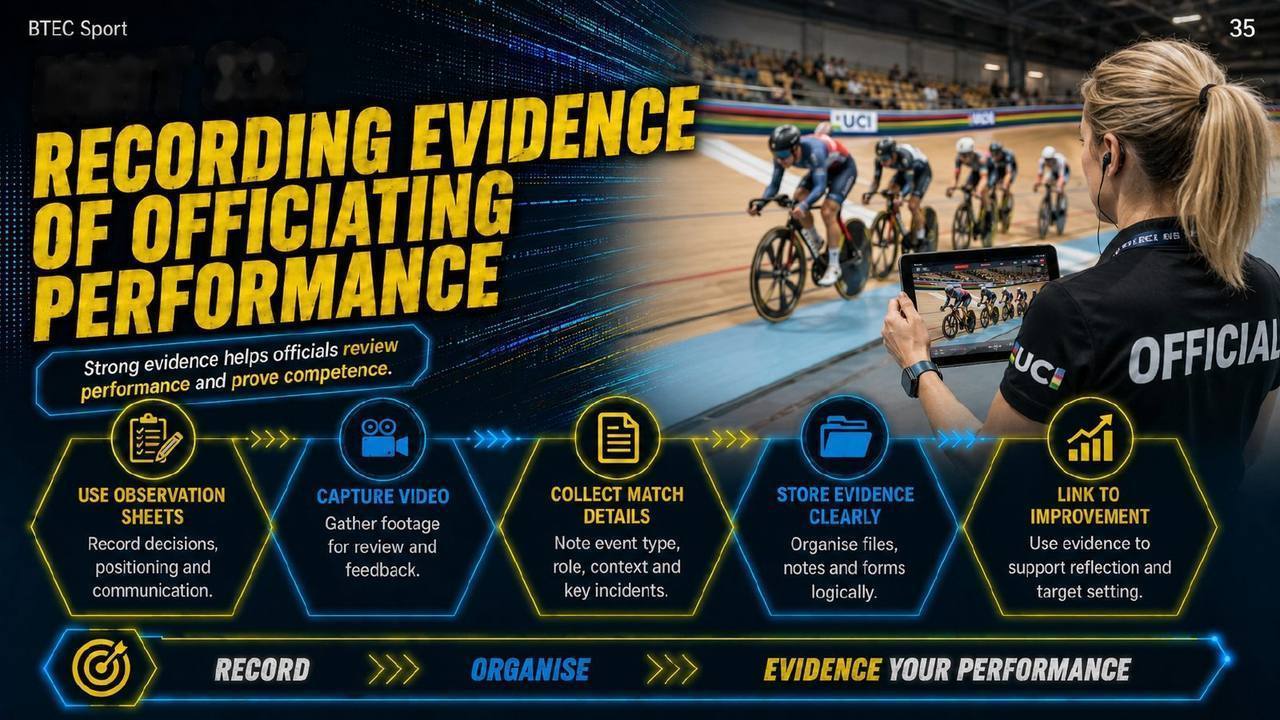 BTEC Sport
35
RECORDING EVIDENCE
OF OFFICIATING
PERFORMANCE
Strong evidence helps officials review
performance and prove competence.
UCI
UCI
OFFICIAL
USE OBSERVATION
SHEETS
Record decisions,
positioning and
communication.
CAPTURE VIDEO
Gather footage
for review and
feedback.
COLLECT MATCH
DETAILS
Note event type,
role, context and
key incidents.
STORE EVIDENCE
CLEARLY
Organise files,
notes and forms
logically.
LINK TO
IMPROVEMENT
Use evidence to
support reflection and
target setting.
RECORD
ORGANISE
EVIDENCE YOUR PERFORMANCE